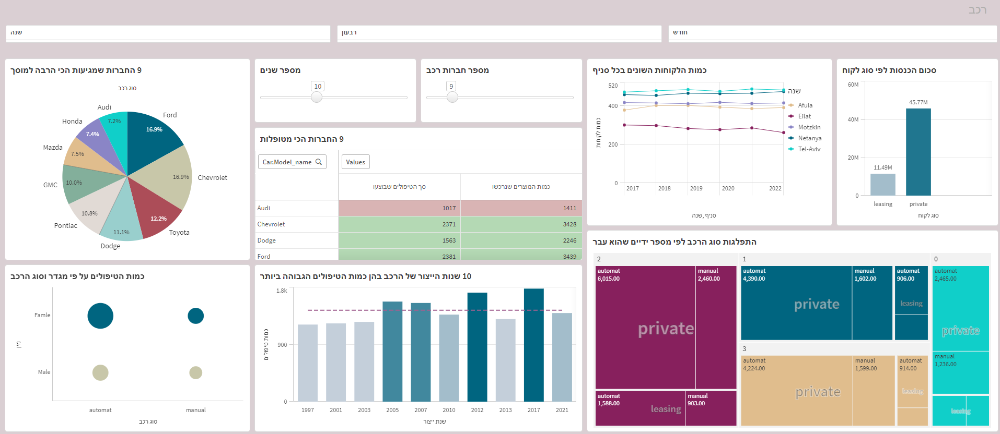 רכב
שנה
רבעון
חודש
9 החברות שמגיעות הכי הרבה למוסך
סוג רכב
Audi
Ford
Honda
7.2%
16.9%
7.4%
Mazda
7.5%
Chevrolet
16.9%
GMC
10.0%
Pontiac
10.8%
12.2%
Toyota
11.1%
Dodge
מספר שנים
10
מספר חברות רכב
9
9 החברות הכי מטופלות
Car.Model_name
Values
סך הטיפולים שבוצעו
כמות המוצרים שנרכשו
Audi 1017 1411
Chevrolet 2371 3428
Dodge 1563 2246
Ford 2381 3439
כמות הלקוחות השונים בכל סניף
כמות לקוחות
520
400
200
0
2017 2018 2019 2020 2022
סניף, שנה
שנה
Afula
Eilat
Motzkin
Netanya
Tel-Aviv
סכום הכנסות לפי סוג לקוח
60M
40M
20M
0
45.77M
11.49M
leasing private
סוג לקוח
כמות הטיפולים על פי מגדר וסוג הרכב
מין
Famle
Male
automat manual
סוג רכב
10 שנות הייצור של הרכב בהן כמות הטיפולים הגבוהה ביותר
כמות טיפולים
1.8k
900
0
1997 2001 2003 2005 2007 2010 2012 2013 2017 2021
שנת ייצור
התפלגות סוג הרכב לפי מספר ידיים שהוא עבר
2
automat
6,015.00
manual
2,460.00
private
automat
1,588.00
manual
903.00
leasing
1
automat
4,390.00
manual
1,602.00
private
automat
906.00
leasing
3
automat
4,224.00
manual
1,599.00
private
automat
914.00
leasing
0
automat
2,465.00
private
manual
1,236.00
leasing